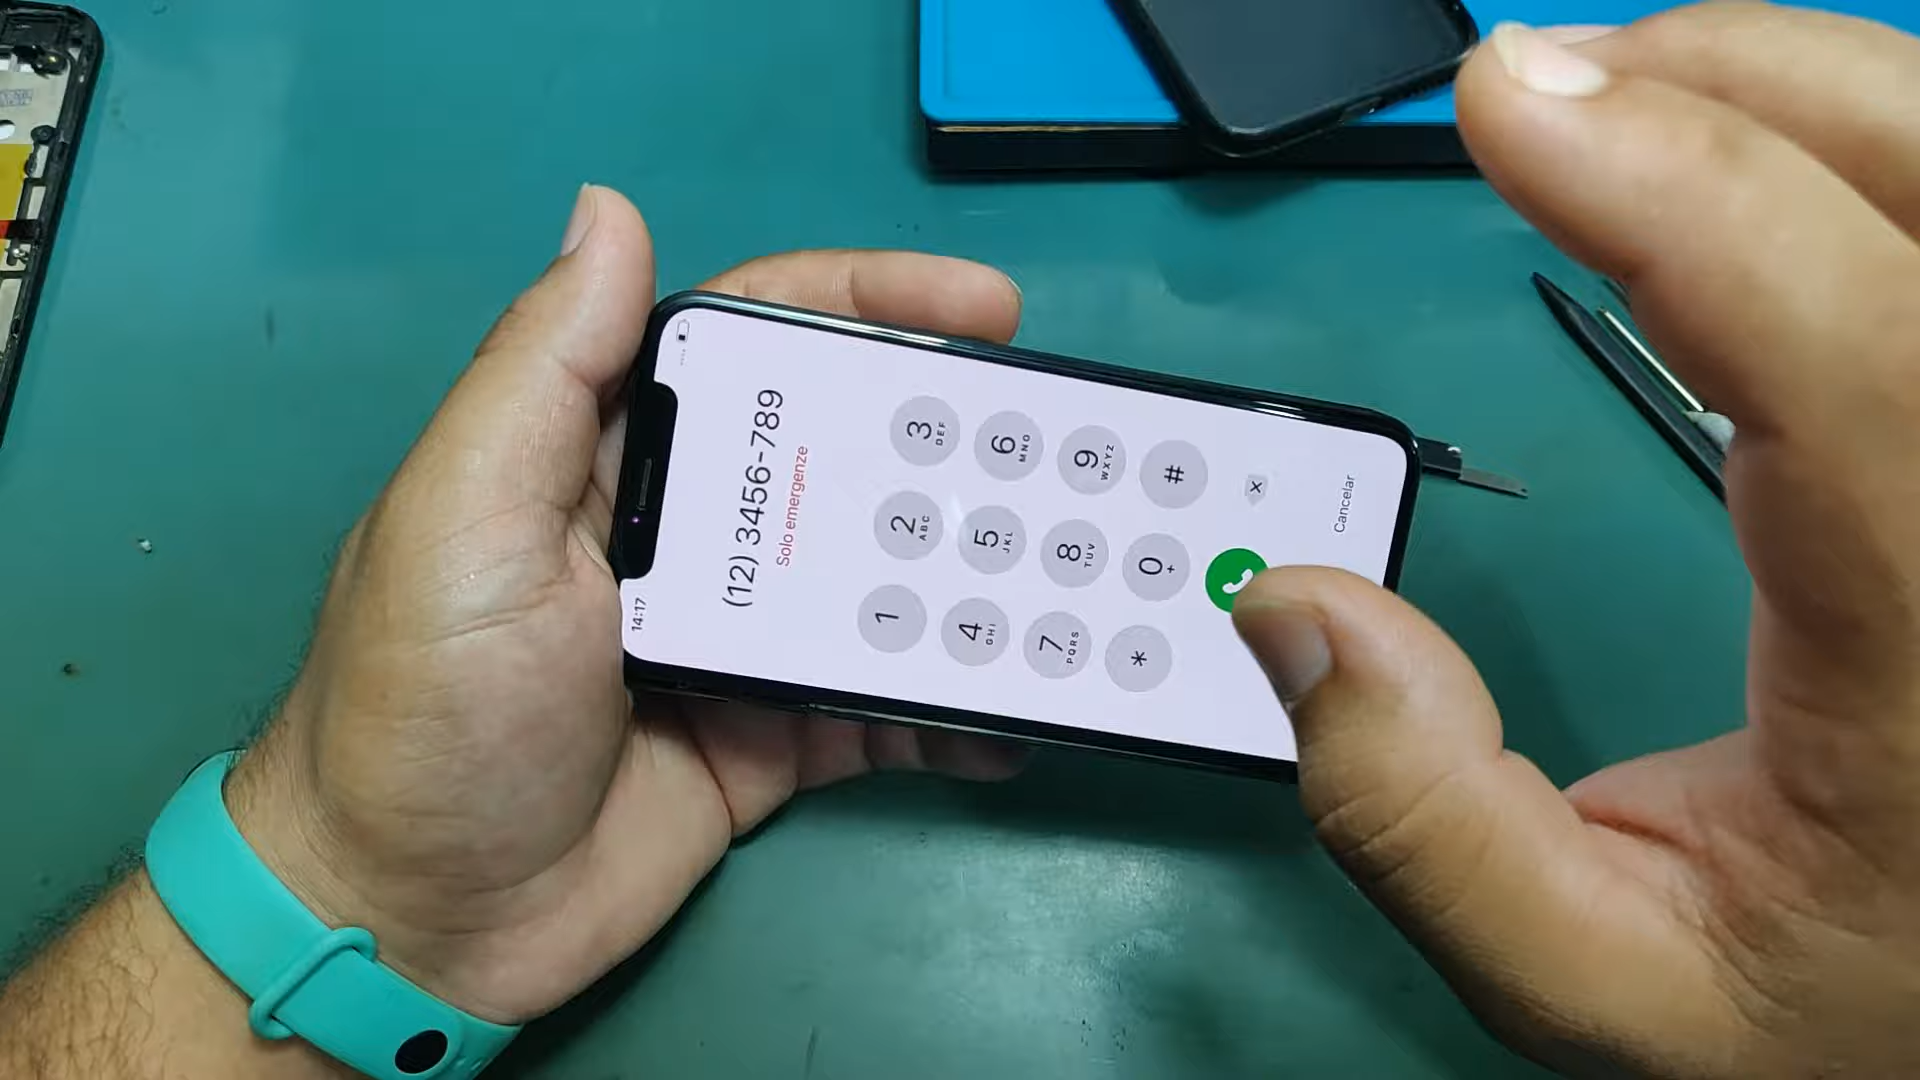 14:17
(12) 3456-789
Solo emergenze
1
2
ABC
3
DEF
4
GHI
5
JKL
6
MNO
7
PQRS
8
TUV
9
WXYZ
*
0
+
#
Cancelar